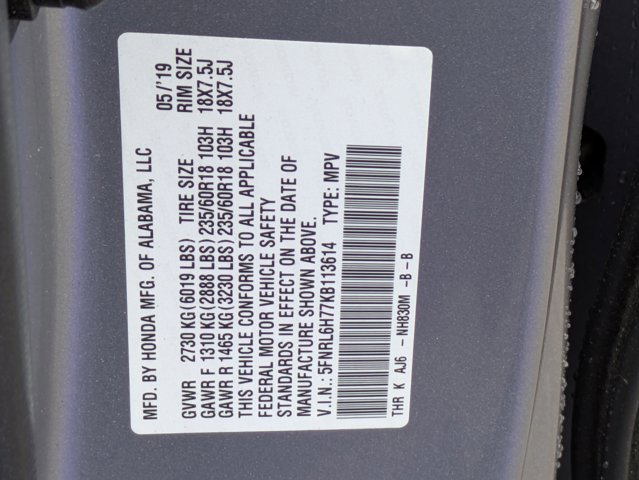 MFD. BY HONDA MFG. OF ALABAMA, LLC 05/'19
GVWR 2730 KG (6019 LBS) TIRE SIZE RIM SIZE
GAWR F 1310 KG (2888 LBS) 235/60R18 103H 18X7.5J
GAWR R 1465 KG (3230 LBS) 235/60R18 103H 18X7.5J
THIS VEHICLE CONFORMS TO ALL APPLICABLE
FEDERAL MOTOR VEHICLE SAFETY
STANDARDS IN EFFECT ON THE DATE OF
MANUFACTURE SHOWN ABOVE.
V.I.N.: 5FNRL6H77KB113614 TYPE: MPV
THR K AJ6 - NH830M -B-B